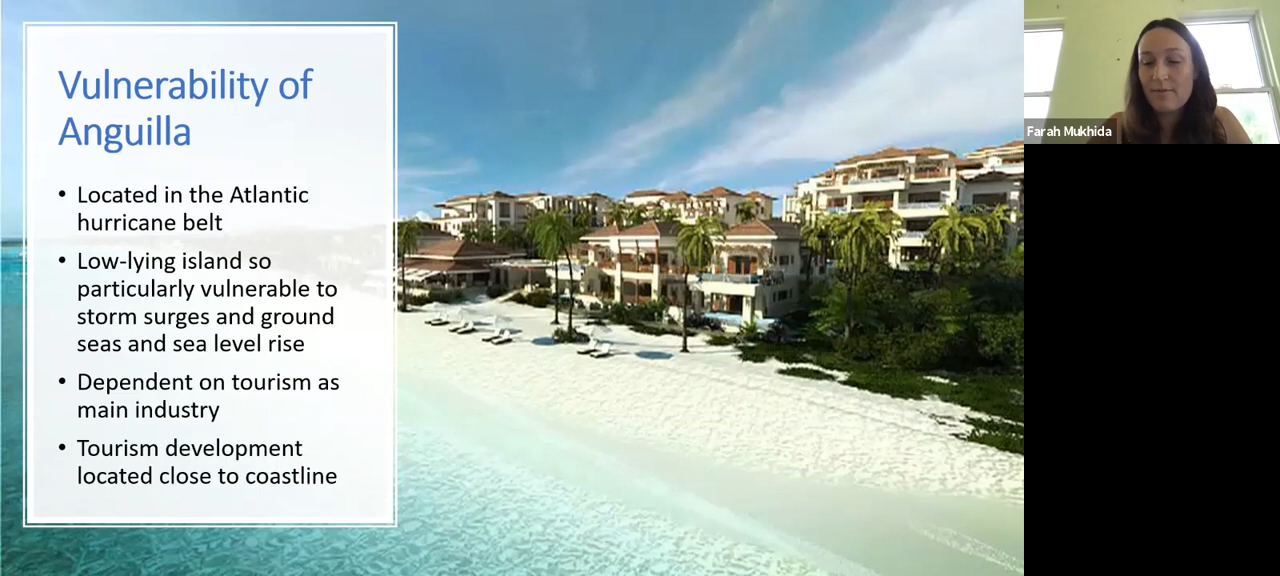 Vulnerability of
Anguilla
• Located in the Atlantic
hurricane belt
• Low-lying island so
particularly vulnerable to
storm surges and ground
seas and sea level rise
• Dependent on tourism as
main industry
• Tourism development
located close to coastline
Farah Mukhida